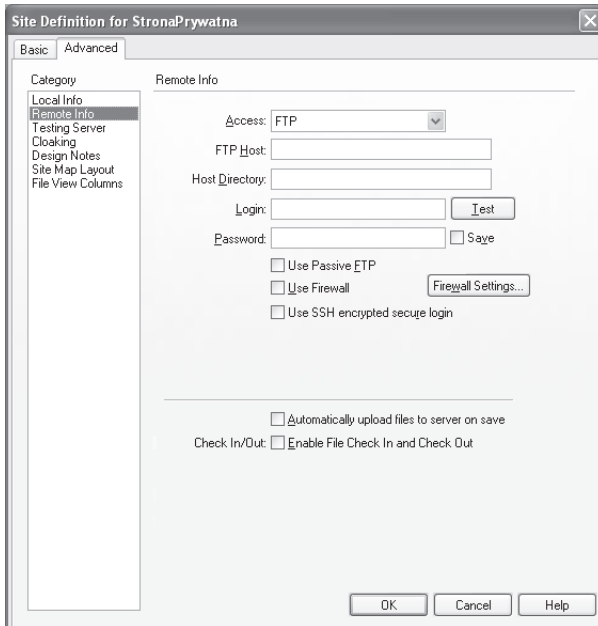 Site Definition for StronaPrywatna
Basic Advanced
Category
Local Info
Remote Info
Testing Server
Cloaking
Design Notes
Site Map Layout
File View Columns
Remote Info
Access: FTP
FTP Host:
Host Directory:
Login: Test
Password: Save
Use Passive FTP
Use Firewall Firewall Settings...
Use SSH encrypted secure login
Automatically upload files to server on save
Check In/Out: Enable File Check In and Check Out
OK Cancel Help